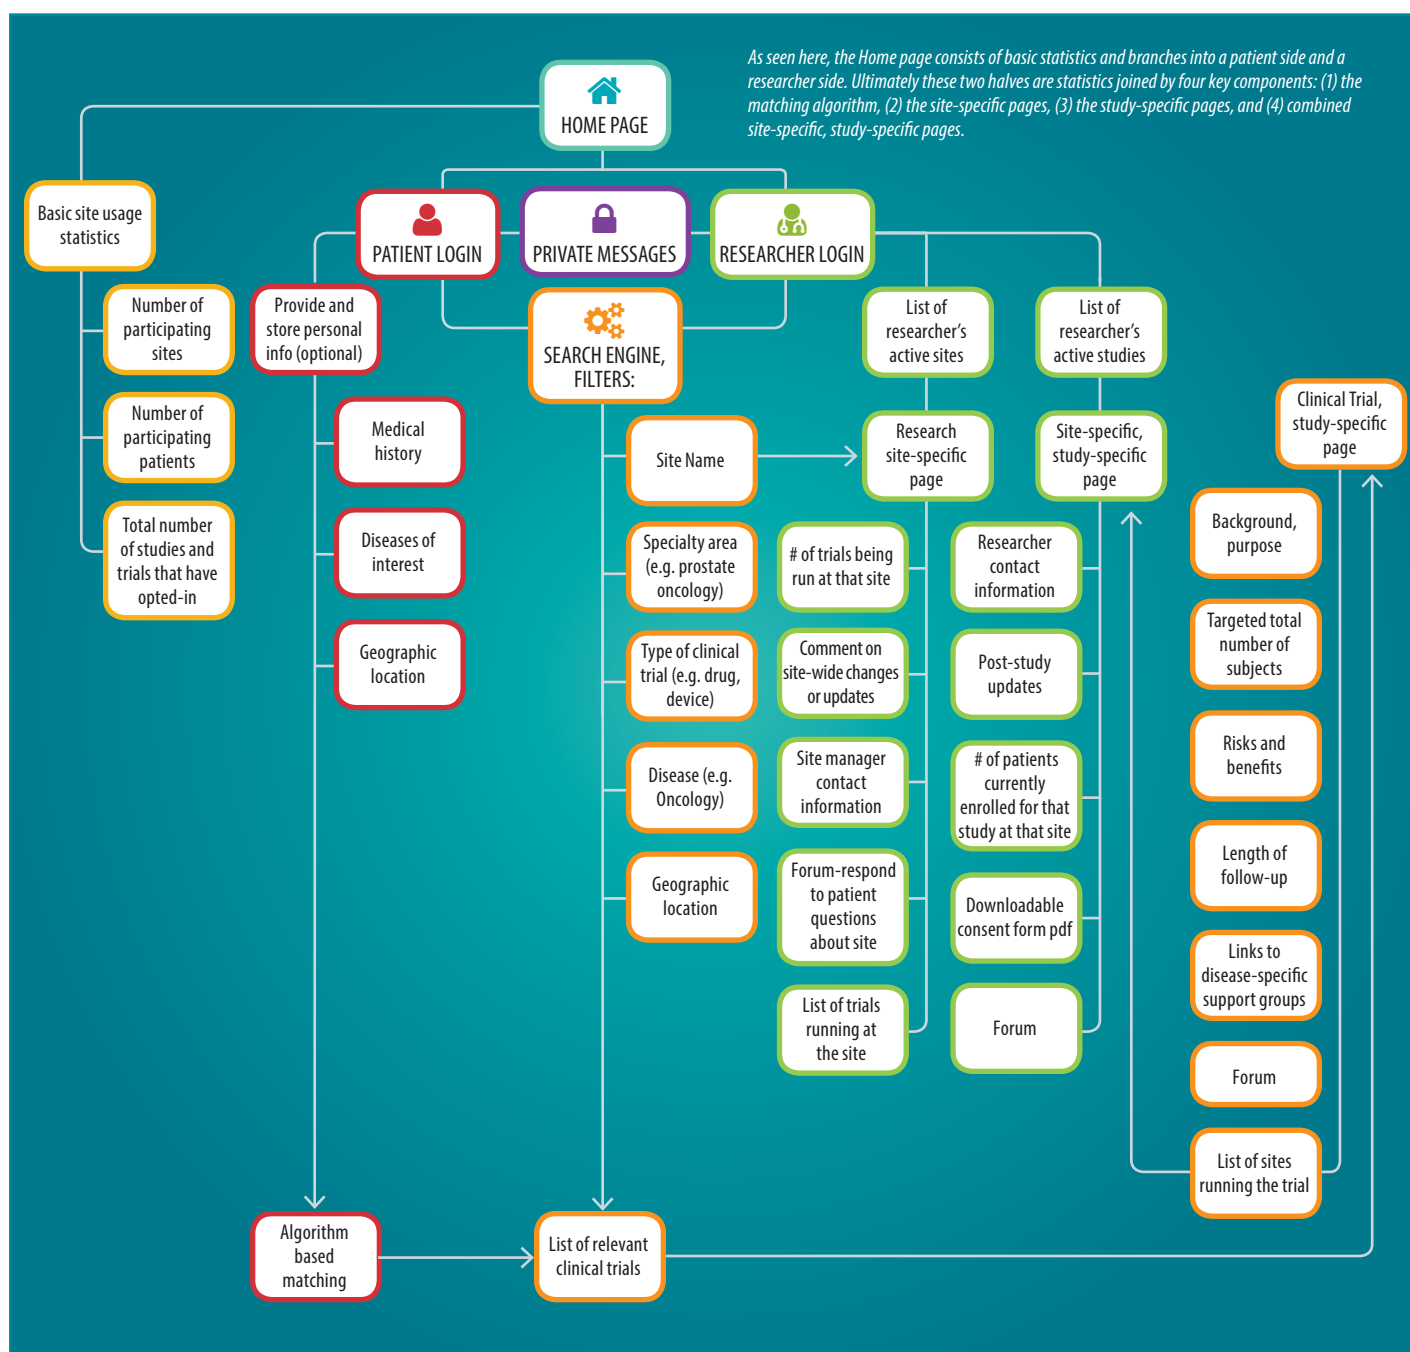 As seen here, the Home page consists of basic statistics and branches into a patient side and a
researcher side. Ultimately these two halves are statistics joined by four key components: (1) the
matching algorithm, (2) the site-specific pages, (3) the study-specific pages, and (4) combined
site-specific, study-specific pages.
HOME PAGE
Basic site usage
statistics
Number of
participating
sites
Number of
participating
patients
Total number
of studies and
trials that have
opted-in
PATIENT LOGIN
PRIVATE MESSAGES
RESEARCHER LOGIN
Provide and
store personal
info (optional)
Medical
history
Diseases of
interest
Geographic
location
Algorithm
based
matching
SEARCH ENGINE,
FILTERS:
Site Name
Specialty area
(e.g. prostate
oncology)
Type of clinical
trial (e.g. drug,
device)
Disease (e.g.
Oncology)
Geographic
location
List of relevant
clinical trials
List of
researcher's
active sites
Research
site-specific
page
# of trials being
run at that site
Comment on
site-wide changes
or updates
Site manager
contact
information
Forum-respond
to patient
questions
about site
List of trials
running at
the site
List of
researcher's
active studies
Site-specific,
study-specific
page
Researcher
contact
information
Post-study
updates
# of patients
currently
enrolled for that
study at that site
Downloadable
consent form pdf
Forum
Clinical Trial,
study-specific
page
Background,
purpose
Targeted total
number of
subjects
Risks and
benefits
Length of
follow-up
Links to
disease-specific
support groups
Forum
List of sites
running the trial